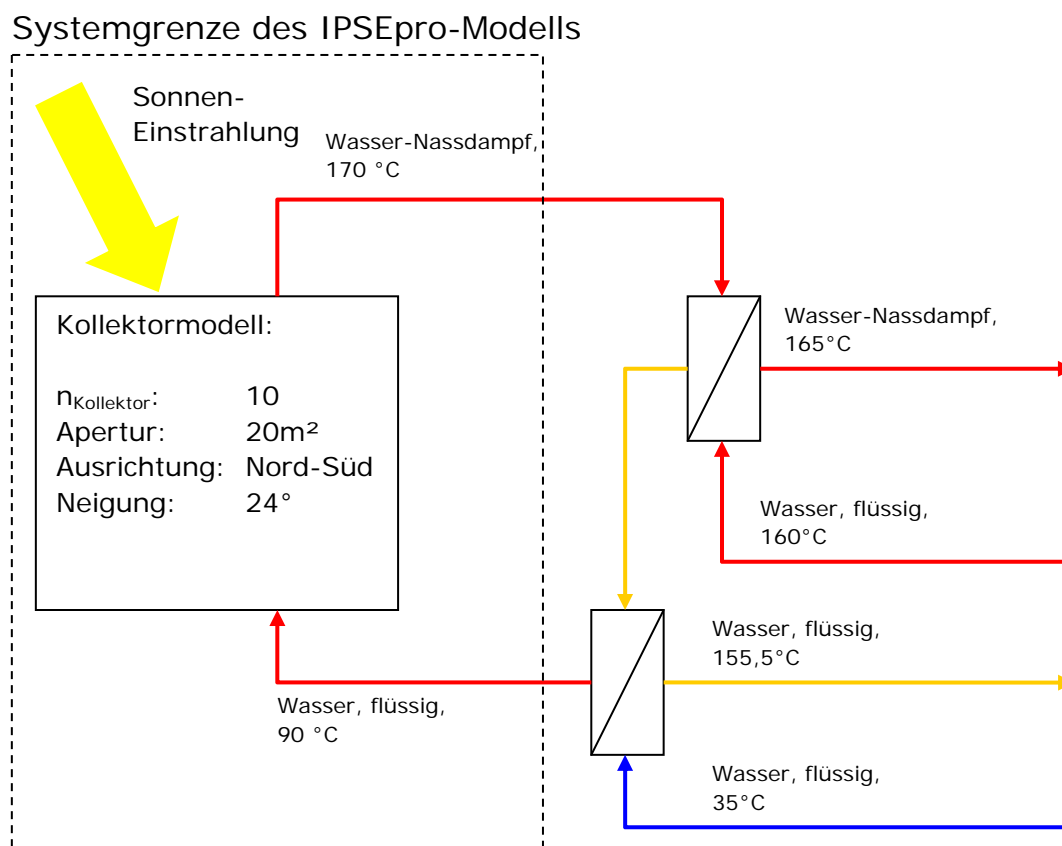 Systemgrenze des IPSEpro-Modells
Sonnen-
Einstrahlung
Wasser-Nassdampf,
170 °C
Kollektormodell:
nKollektor: 10
Apertur: 20m²
Ausrichtung: Nord-Süd
Neigung: 24°
Wasser-Nassdampf,
165°C
Wasser, flüssig,
160°C
Wasser, flüssig,
155,5°C
Wasser, flüssig,
90 °C
Wasser, flüssig,
35°C